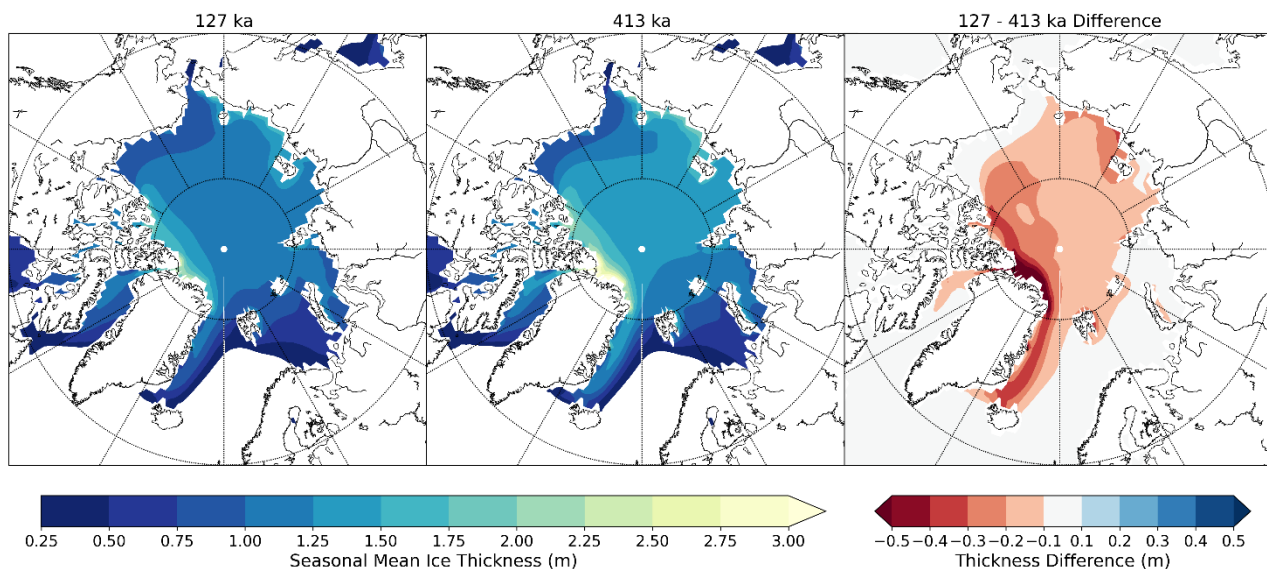 127 ka
413 ka
127 - 413 ka Difference
0.25 0.50 0.75 1.00 1.25 1.50 1.75 2.00 2.25 2.50 2.75 3.00
Seasonal Mean Ice Thickness (m)
−0.5 −0.4 −0.3 −0.2 −0.1 0.1 0.2 0.3 0.4 0.5
Thickness Difference (m)